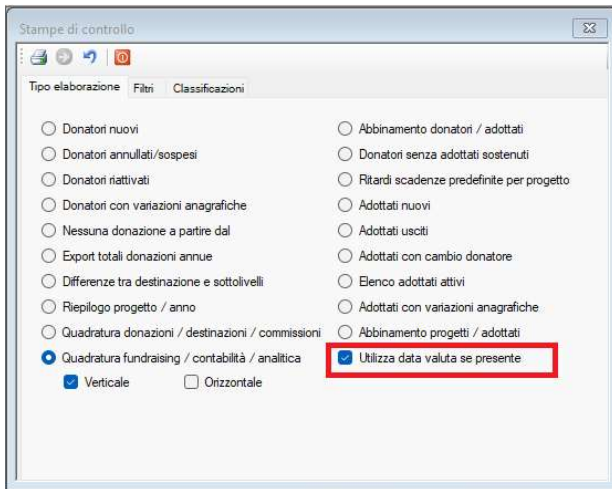 Stampe di controllo
Tipo elaborazione Filtri Classificazioni
Donatori nuovi
Donatori annullati/sospesi
Donatori riattivati
Donatori con variazioni anagrafiche
Nessuna donazione a partire dal
Export totali donazioni annue
Differenze tra destinazione e sottolivelli
Riepilogo progetto / anno
Quadratura donazioni / destinazioni / commissioni
Quadratura fundraising / contabilità / analitica
Verticale Orizzontale
Abbinamento donatori / adottati
Donatori senza adottati sostenuti
Ritardi scadenze predefinite per progetto
Adottati nuovi
Adottati usciti
Adottati con cambio donatore
Elenco adottati attivi
Adottati con variazioni anagrafiche
Abbinamento progetti / adottati
Utilizza data valuta se presente